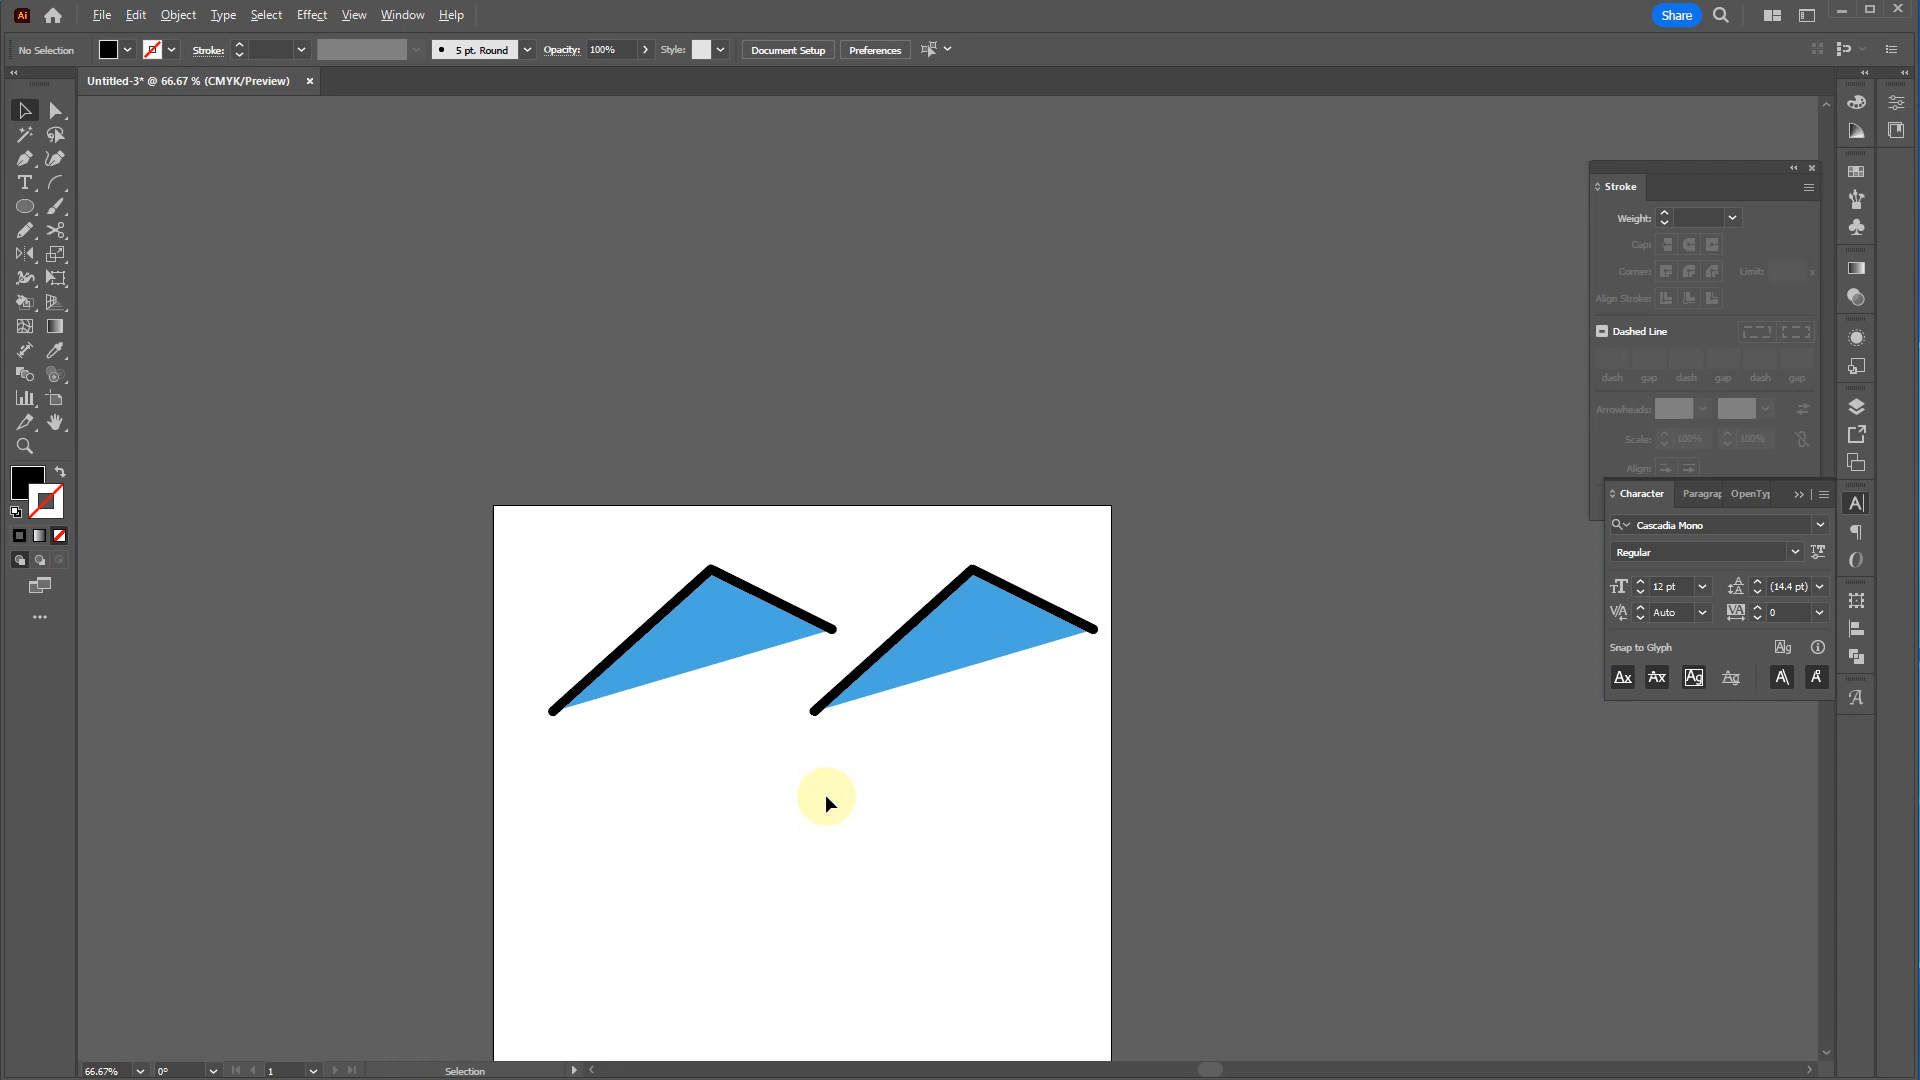 Ai File Edit Object Type Select Effect View Window Help Share
No Selection Stroke: 5 pt. Round Opacity: 100% Style: Document Setup Preferences
Untitled-3* @ 66.67 % (CMYK/Preview)
Stroke
Weight:
Cap:
Corner: Limit: x
Align Stroke:
Dashed Line
dash gap dash gap dash gap
Arrowheads:
Scale: 100% 100%
Align:
Character Paragrap OpenTyp
Cascadia Mono
Regular
12 pt (14.4 pt)
Auto 0
Snap to Glyph
66.67% 0° 1 Selection